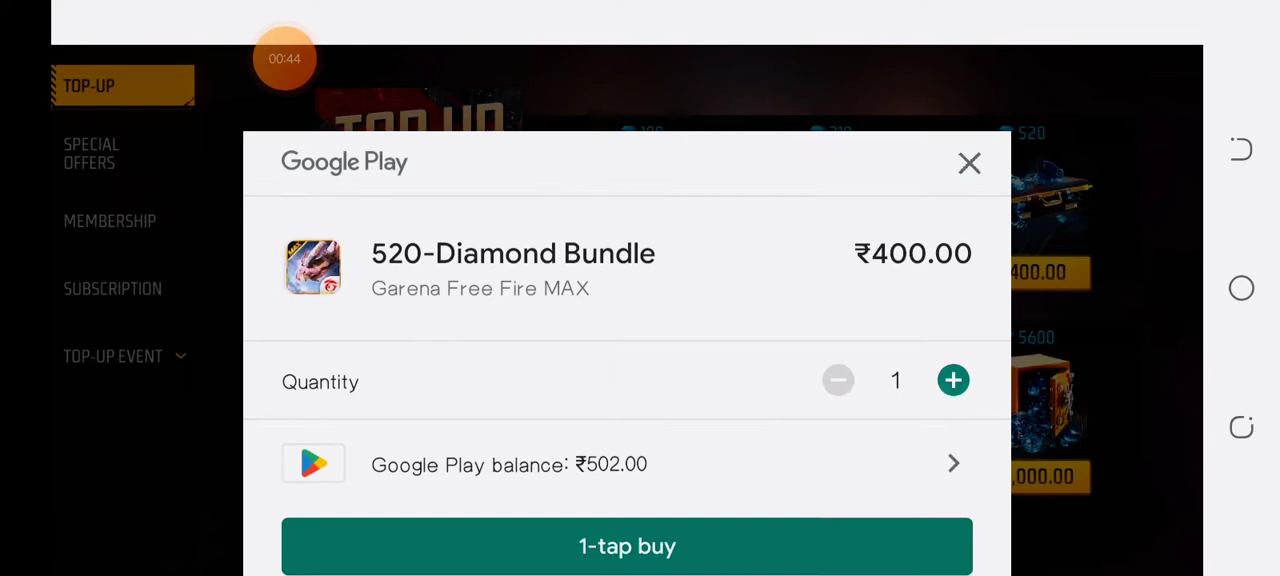 00:44
TOP-UP
SPECIAL
OFFERS
MEMBERSHIP
SUBSCRIPTION
TOP-UP EVENT
TOP UP
520
400.00
5600
,000.00
Google Play
520-Diamond Bundle
₹400.00
Garena Free Fire MAX
Quantity
1
Google Play balance: ₹502.00
1-tap buy